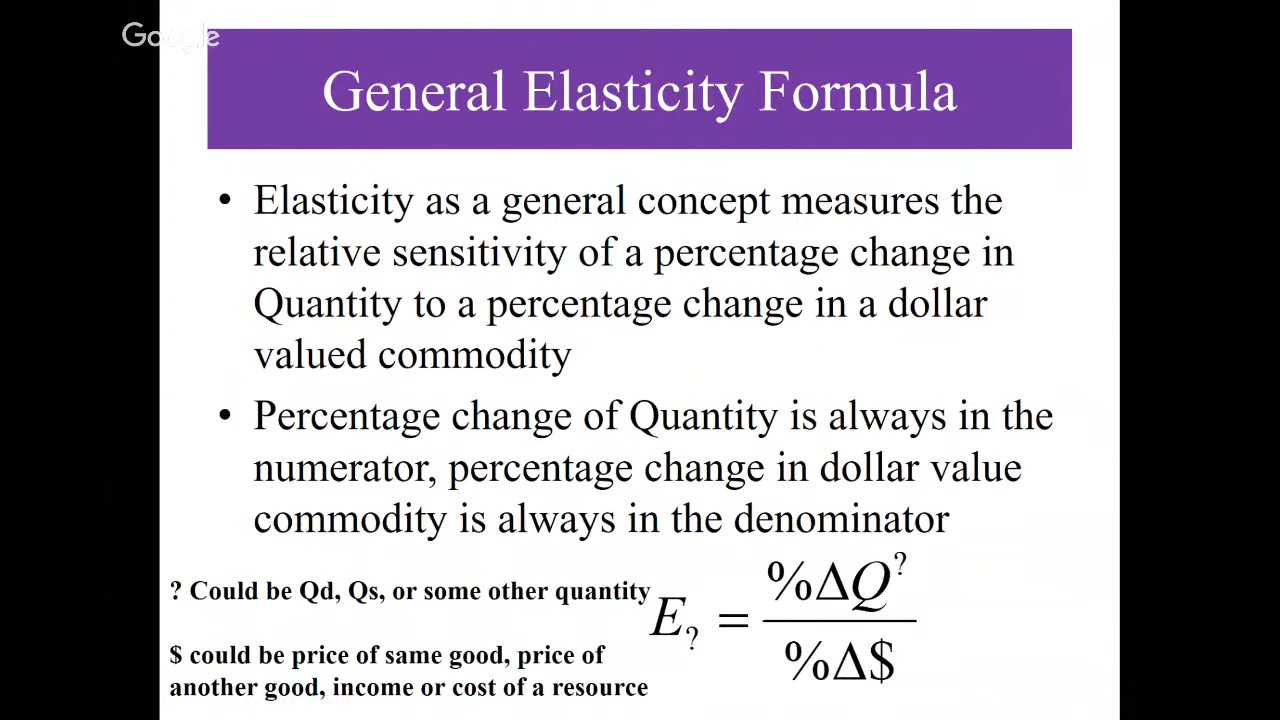 Google
General Elasticity Formula
• Elasticity as a general concept measures the
relative sensitivity of a percentage change in
Quantity to a percentage change in a dollar
valued commodity
• Percentage change of Quantity is always in the
numerator, percentage change in dollar value
commodity is always in the denominator
? Could be Qd, Qs, or some other quantity
$ could be price of same good, price of
another good, income or cost of a resource
E? = %ΔQ?
%Δ$